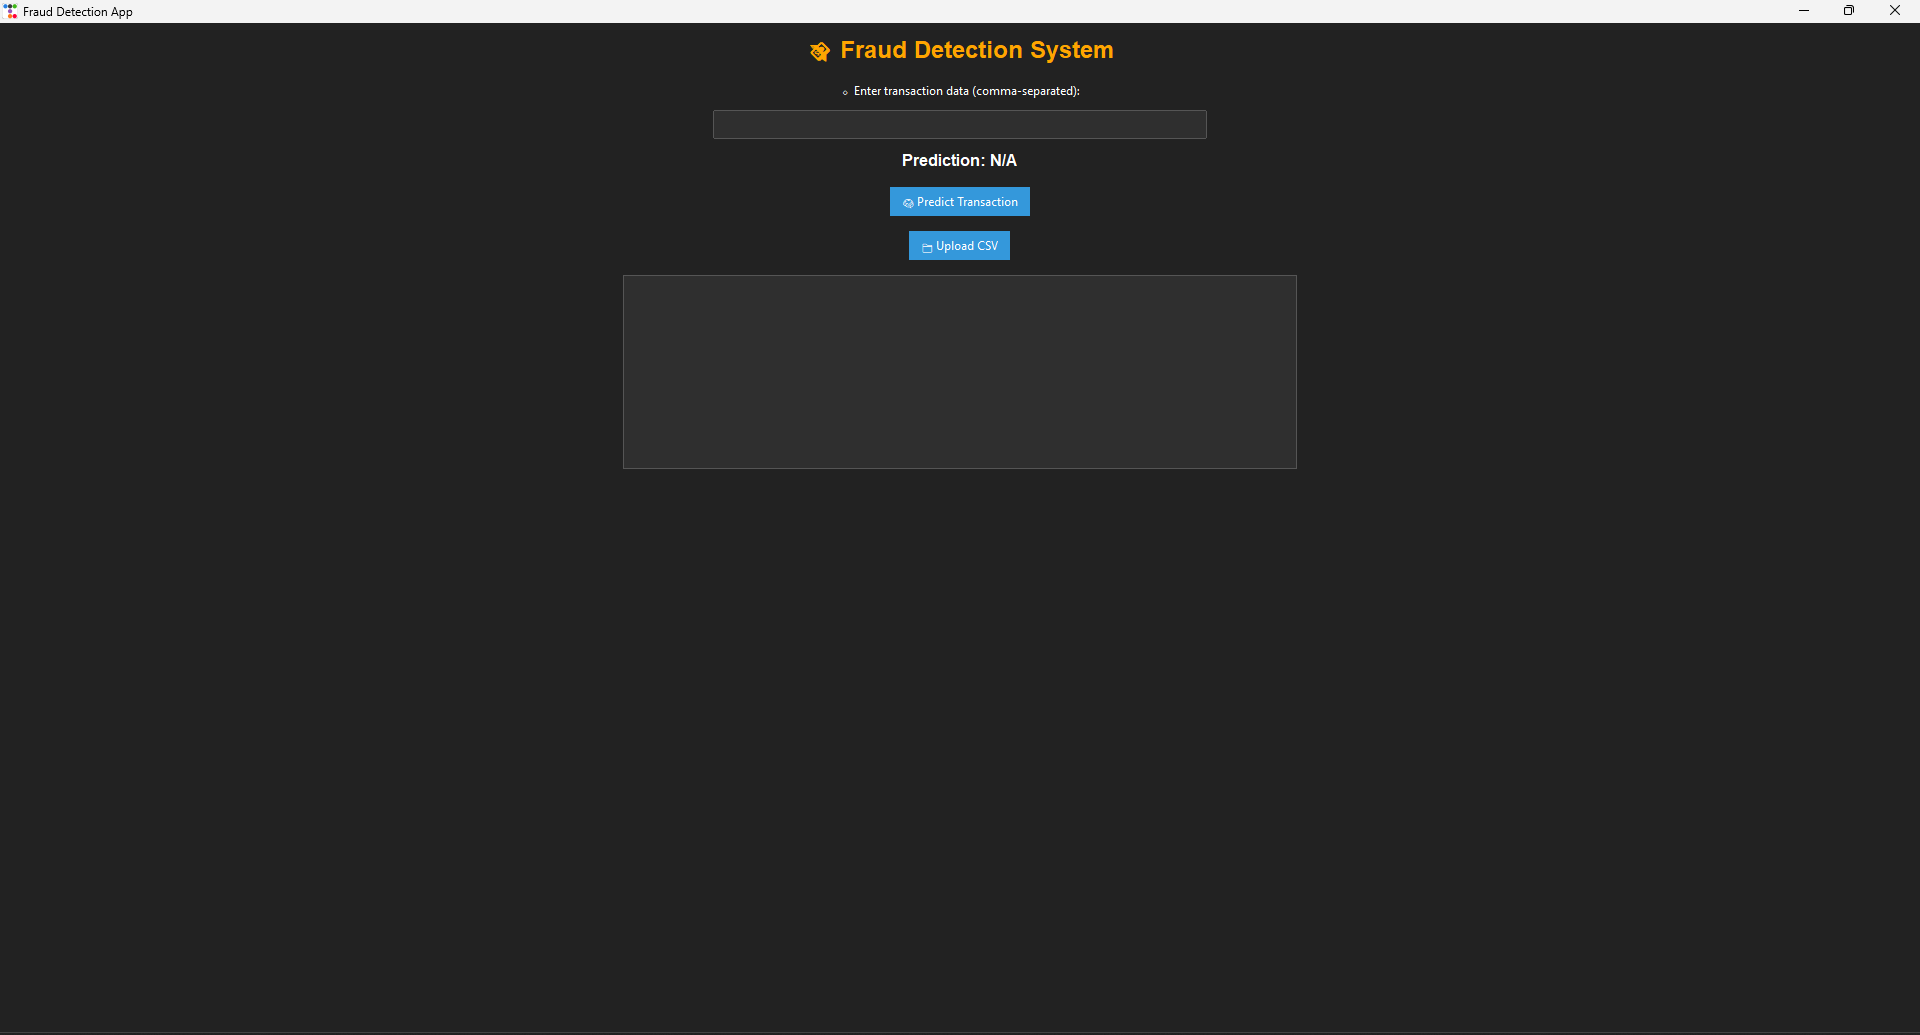 Fraud Detection App
Fraud Detection System
Enter transaction data (comma-separated):
Prediction: N/A
Predict Transaction
Upload CSV